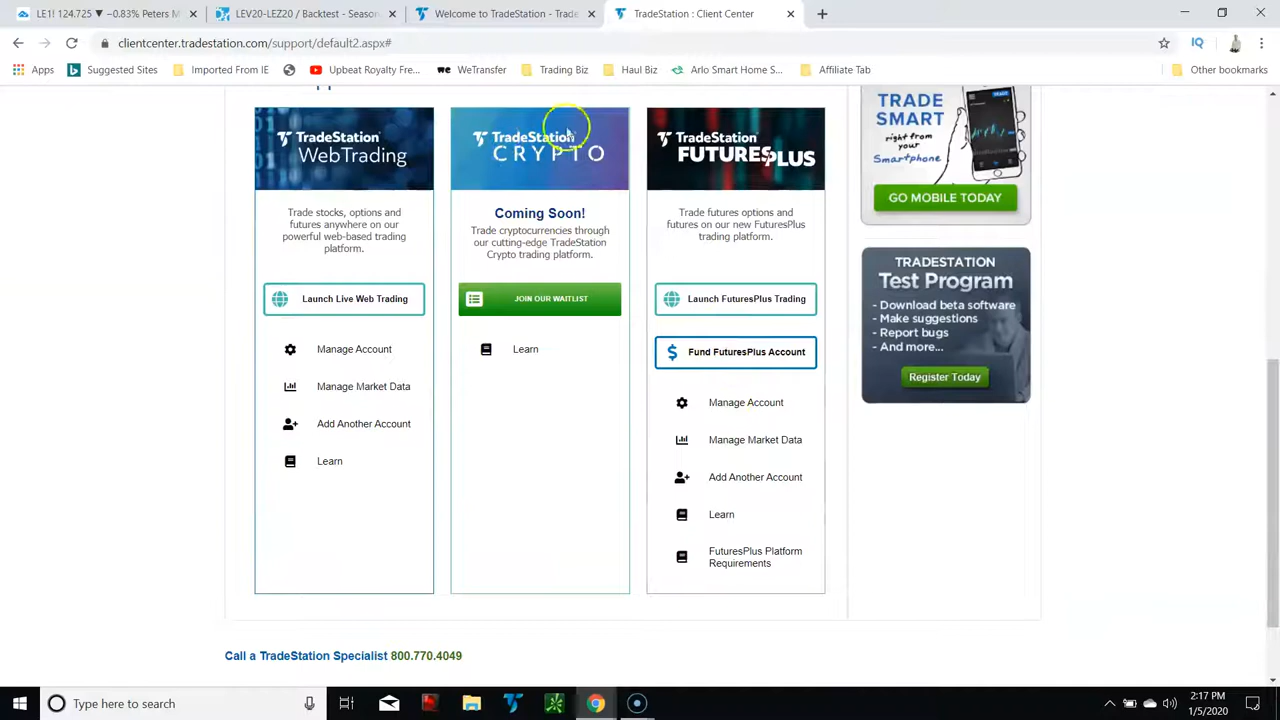 LE1! 124.725 ▼ −0.83% Peters M
LEV20-LEZ20 / Backtest - Season
Welcome to TradeStation - Trade
TradeStation : Client Center
clientcenter.tradestation.com/support/default2.aspx#
Apps
Suggested Sites
Imported From IE
Upbeat Royalty Fre...
WeTransfer
Trading Biz
Haul Biz
Arlo Smart Home S...
Affiliate Tab
Other bookmarks
TradeStation
WebTrading
Trade stocks, options and
futures anywhere on our
powerful web-based trading
platform.
Launch Live Web Trading
Manage Account
Manage Market Data
Add Another Account
Learn
TradeStation
CRYPTO
Coming Soon!
Trade cryptocurrencies through
our cutting-edge TradeStation
Crypto trading platform.
JOIN OUR WAITLIST
Learn
TradeStation
FUTURESPLUS
Trade futures options and
futures on our new FuturesPlus
trading platform.
Launch FuturesPlus Trading
Fund FuturesPlus Account
Manage Account
Manage Market Data
Add Another Account
Learn
FuturesPlus Platform
Requirements
TRADE
SMART
right from
your
Smartphone
GO MOBILE TODAY
TRADESTATION
Test Program
- Download beta software
- Make suggestions
- Report bugs
- And more...
Register Today
Call a TradeStation Specialist 800.770.4049
Type here to search
2:17 PM
1/5/2020